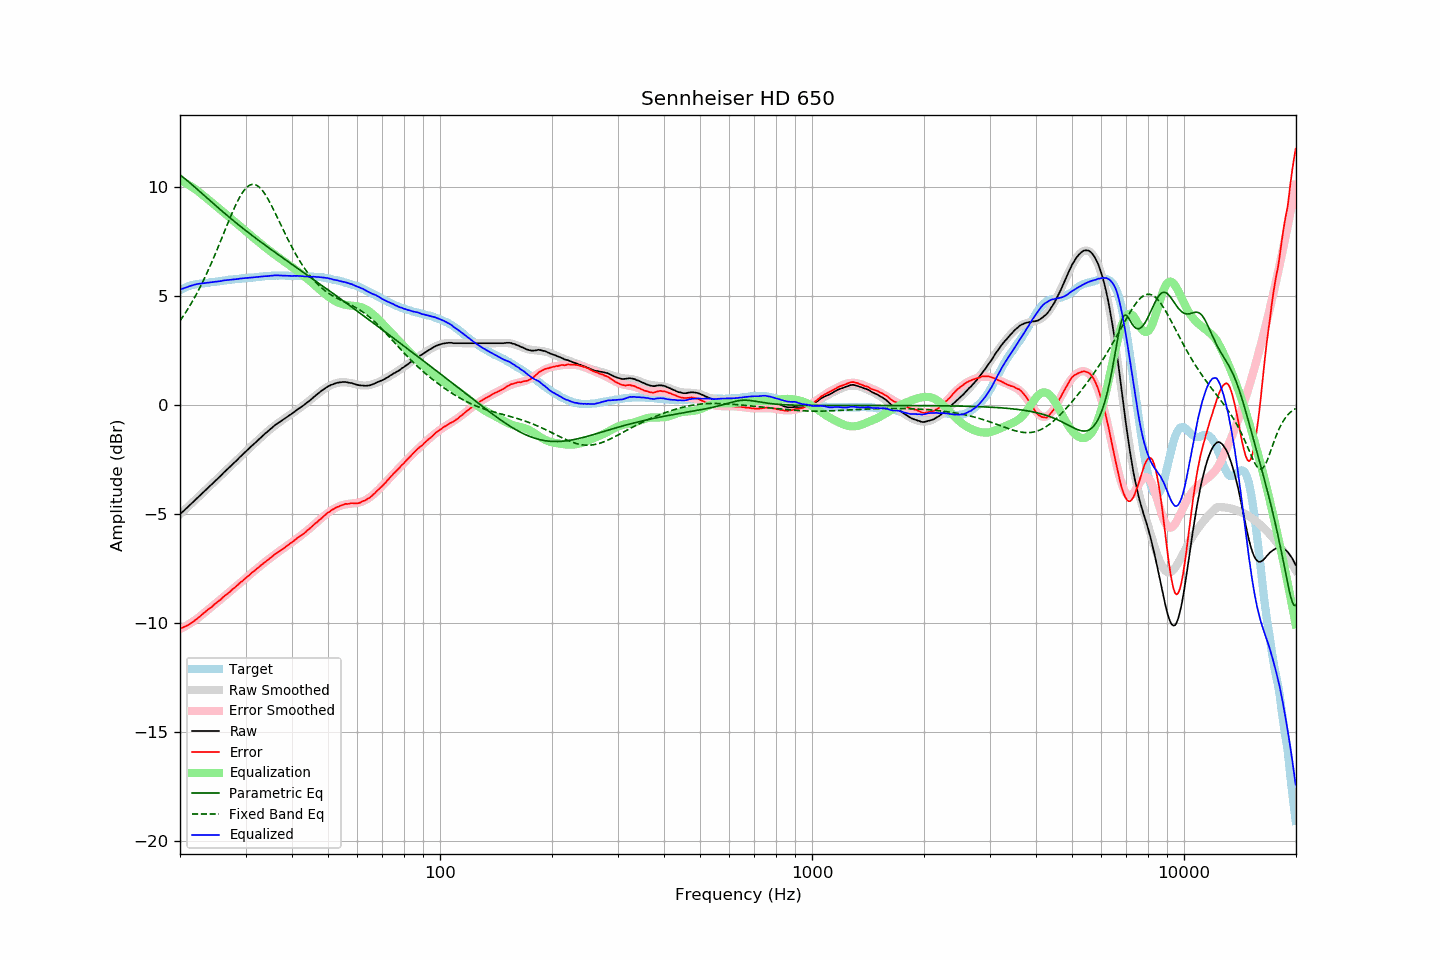 Sennheiser HD 650
Amplitude (dBr)
10
5
0
−5
−10
−15
−20
Target
Raw Smoothed
Error Smoothed
Raw
Error
Equalization
Parametric Eq
Fixed Band Eq
Equalized
100
1000
10000
Frequency (Hz)